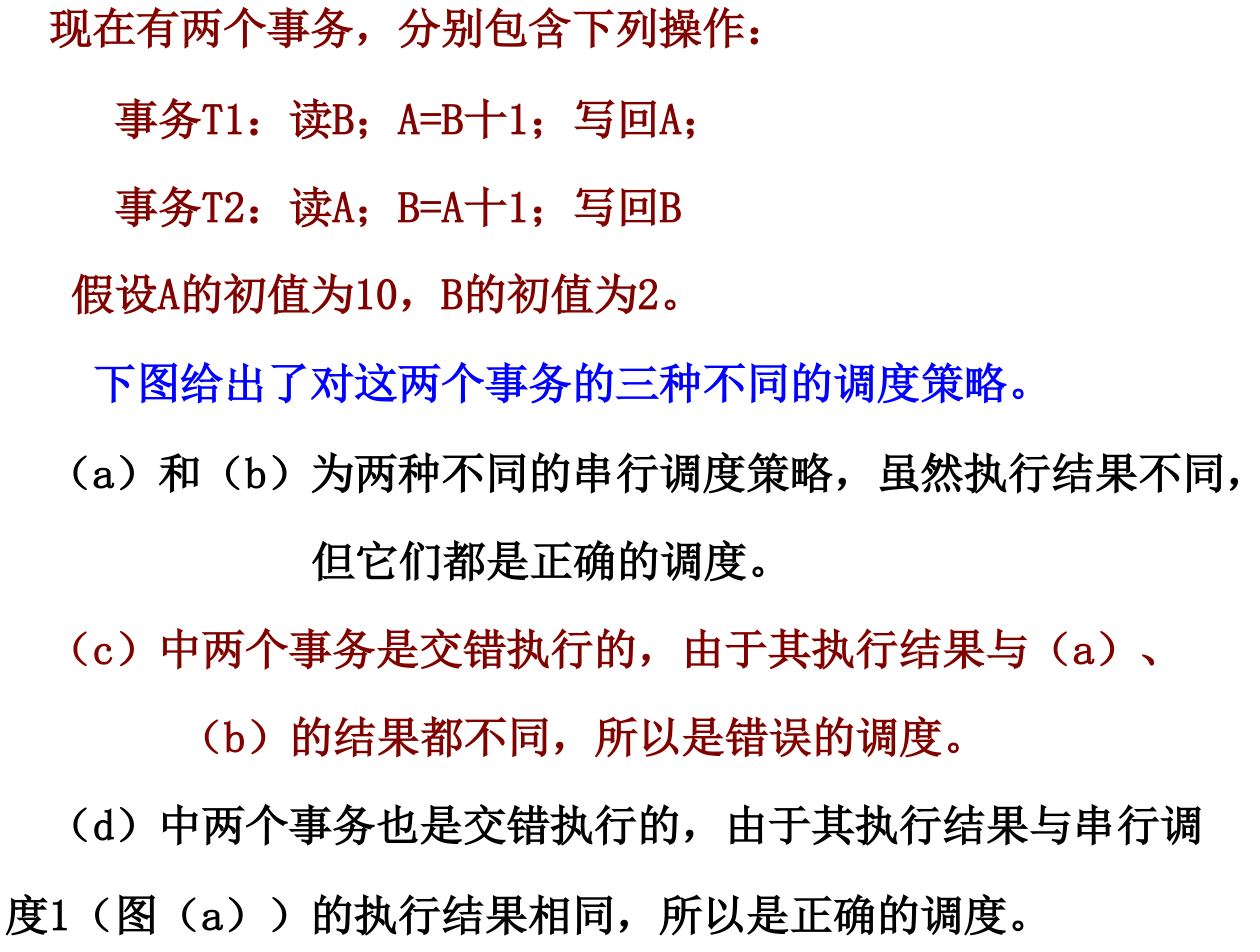 现在有两个事务，分别包含下列操作：
事务T1：读B；A=B十1；写回A；
事务T2：读A；B=A十1；写回B
假设A的初值为10，B的初值为2。
下图给出了对这两个事务的三种不同的调度策略。
（a）和（b）为两种不同的串行调度策略，虽然执行结果不同，
但它们都是正确的调度。
（c）中两个事务是交错执行的，由于其执行结果与（a）、
（b）的结果都不同，所以是错误的调度。
（d）中两个事务也是交错执行的，由于其执行结果与串行调
度1（图（a））的执行结果相同，所以是正确的调度。